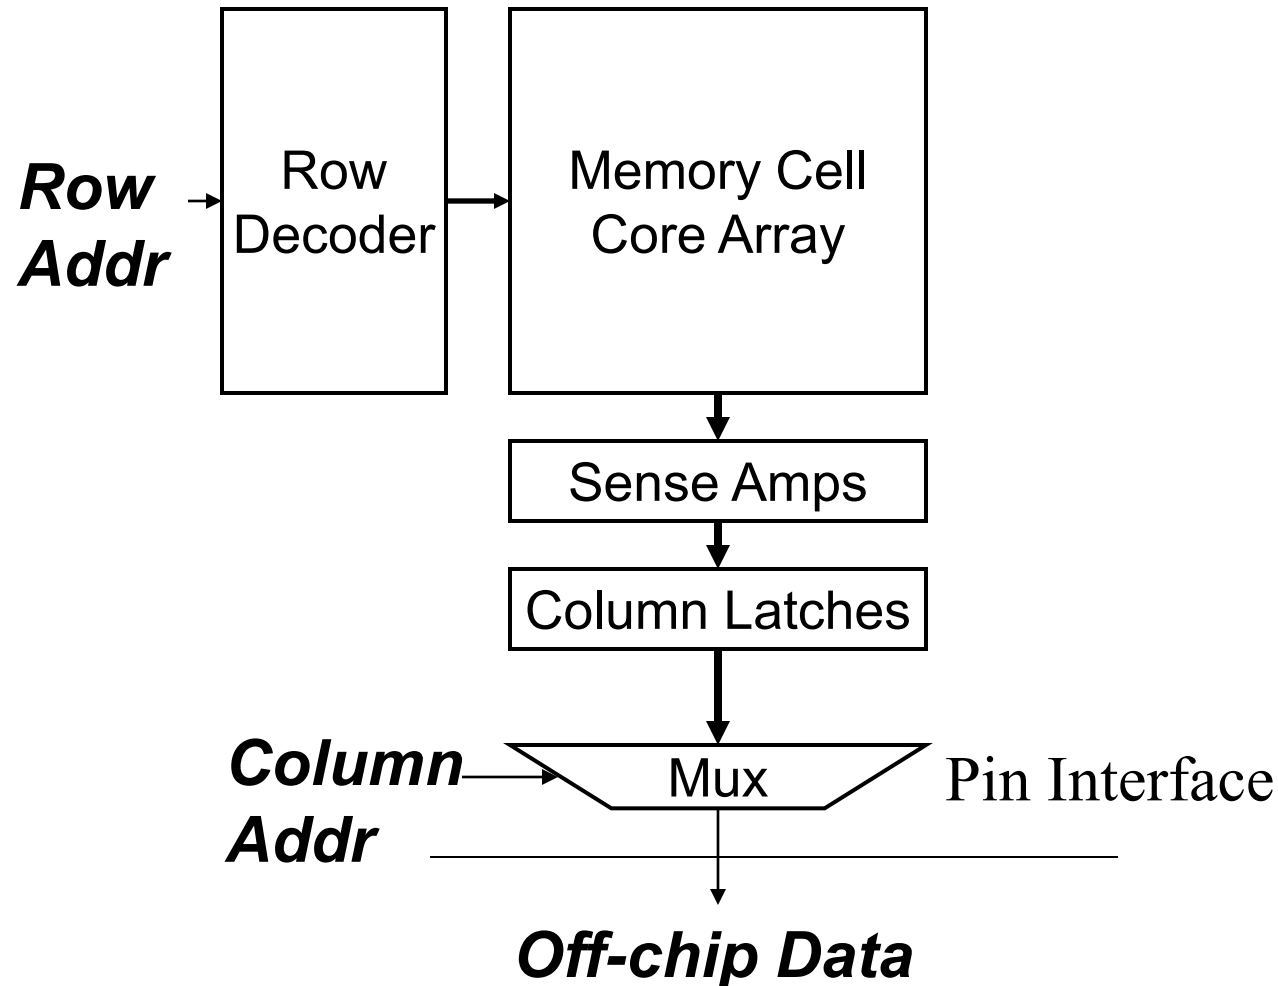 Row
Decoder
Memory Cell
Core Array
Row
Addr
Sense Amps
Column Latches
Column
Addr
Mux
Pin Interface
Off-chip Data